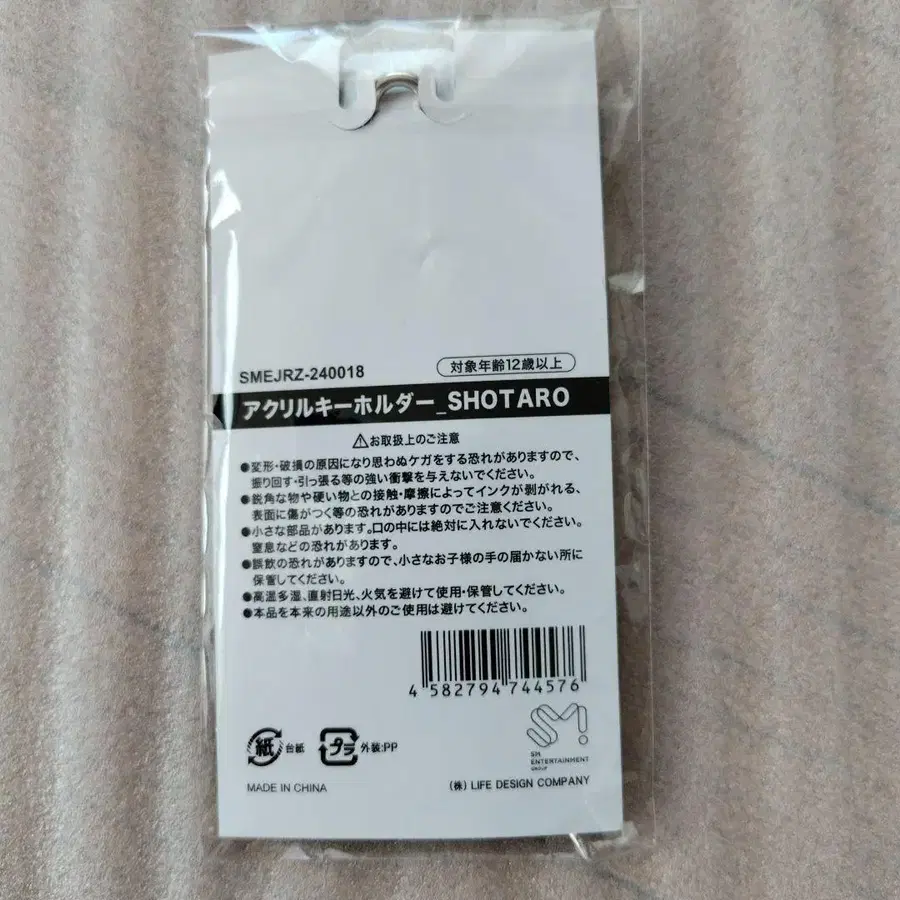 SMEJRZ-240018
対象年齢12歳以上
アクリルキーホルダー_SHOTARO
⚠お取扱上のご注意
●変形・破損の原因になり思わぬケガをする恐れがありますので、
振り回す・引っ張る等の強い衝撃を与えないでください。
●鋭角な物や硬い物との接触・摩擦によってインクが剥がれる、
表面に傷がつく等の恐れがありますのでご注意ください。
●小さな部品があります。口の中には絶対に入れないでください。
窒息などの恐れがあります。
●誤飲の恐れがありますので、小さなお子様の手の届かない所に
保管してください。
●高温多湿、直射日光、火気を避けて使用・保管してください。
●本品を本来の用途以外のご使用は避けてください。
4 582794 744576
紙 台紙
プラ 外装:PP
SM!
SM
ENTERTAINMENT
GROUP
MADE IN CHINA
(株) LIFE DESIGN COMPANY